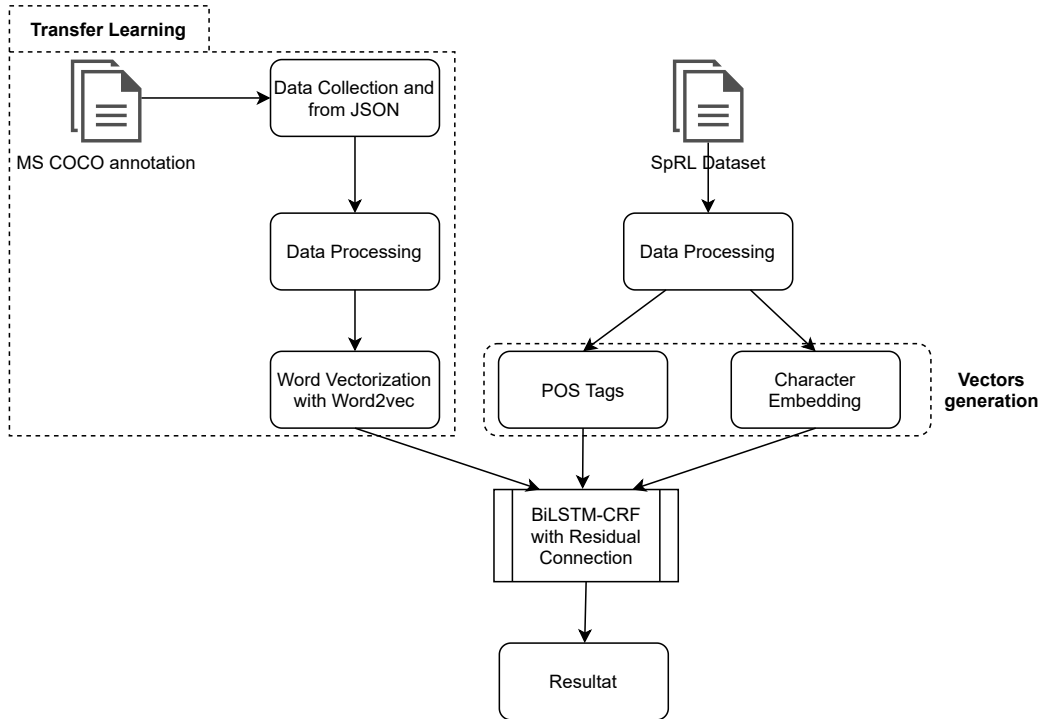 Transfer Learning
MS COCO annotation
Data Collection and
from JSON
Data Processing
Word Vectorization
with Word2vec
SpRL Dataset
Data Processing
POS Tags
Character
Embedding
Vectors
generation
BiLSTM-CRF
with Residual
Connection
Resultat